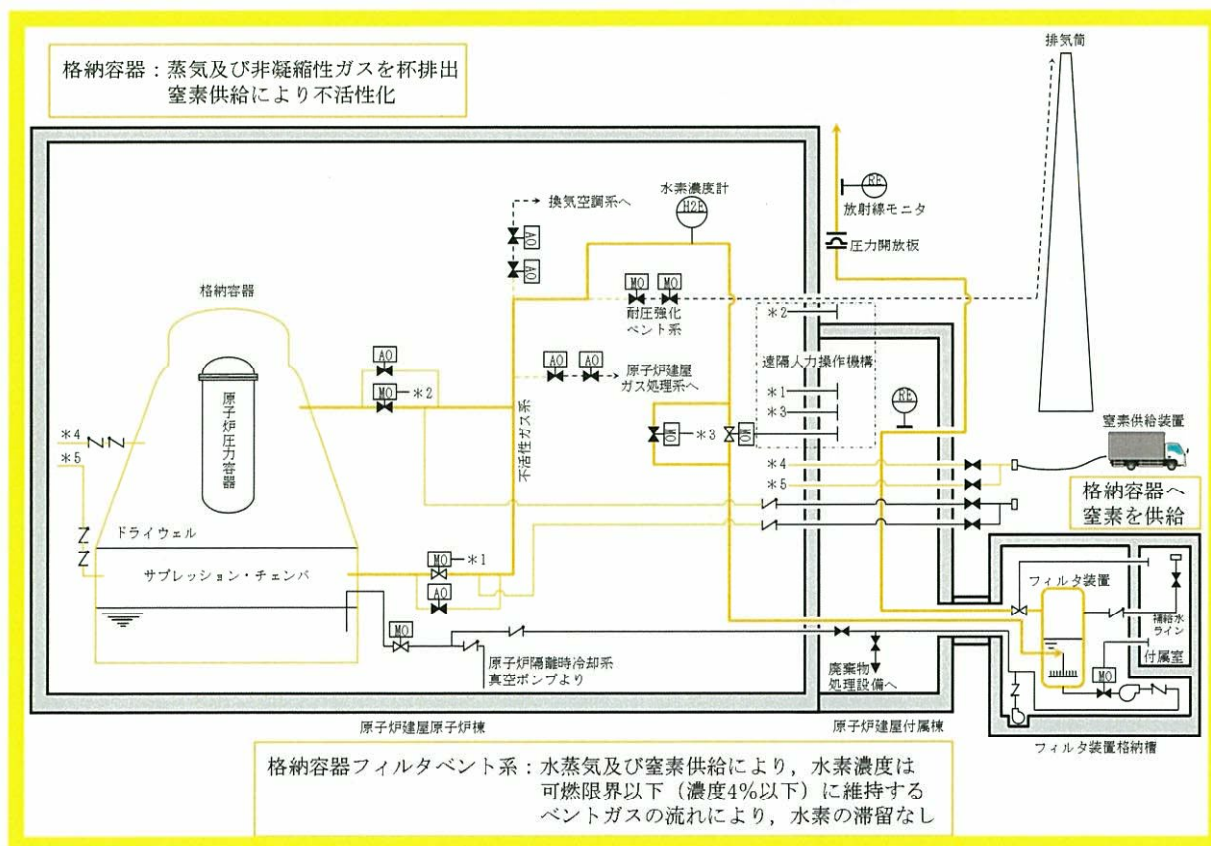 格納容器：蒸気及び非凝縮性ガスを杯排出
窒素供給により不活性化
排気筒
水素濃度計
H2E
換気空調系へ
AO
AO
RE
放射線モニタ
圧力開放板
格納容器
MO
MO
耐圧強化
ベント系
＊2
遠隔人力操作機構
AO
AO
AO
原子炉建屋
ガス処理系へ
MO
＊2
＊1
＊3
RE
原子炉圧力容器
不活性ガス系
MO
＊3
MO
窒素供給装置
＊4
＊5
＊4
＊5
格納容器へ
窒素を供給
ドライウェル
サプレッション・チェンバ
MO
＊1
AO
フィルタ装置
MO
補給水
ライン
付属室
原子炉隔離時冷却系
真空ポンプより
廃棄物
処理設備へ
MO
原子炉建屋原子炉棟
原子炉建屋付属棟
フィルタ装置格納槽
格納容器フィルタベント系：水蒸気及び窒素供給により，水素濃度は
可燃限界以下（濃度4%以下）に維持する
ベントガスの流れにより，水素の滞留なし